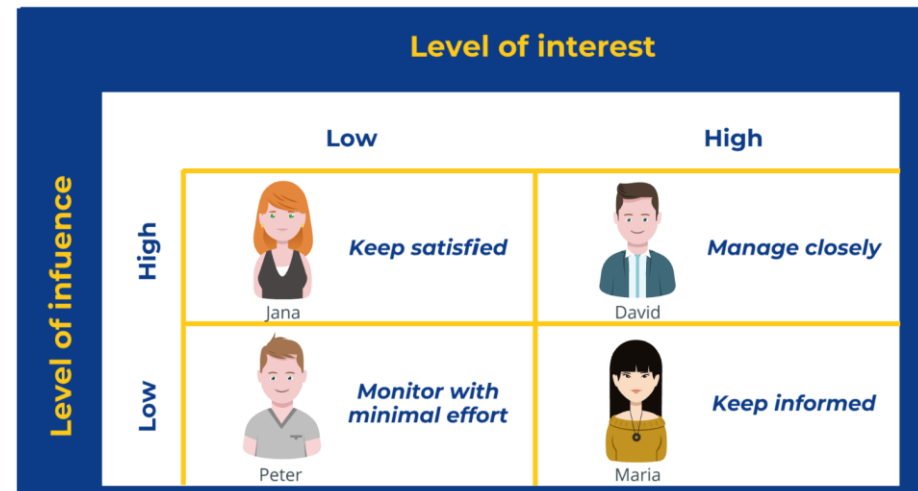 Level of interest
Low
High
Level of infuence
High
Keep satisfied
Manage closely
Jana
David
Low
Monitor with
minimal effort
Keep informed
Peter
Maria